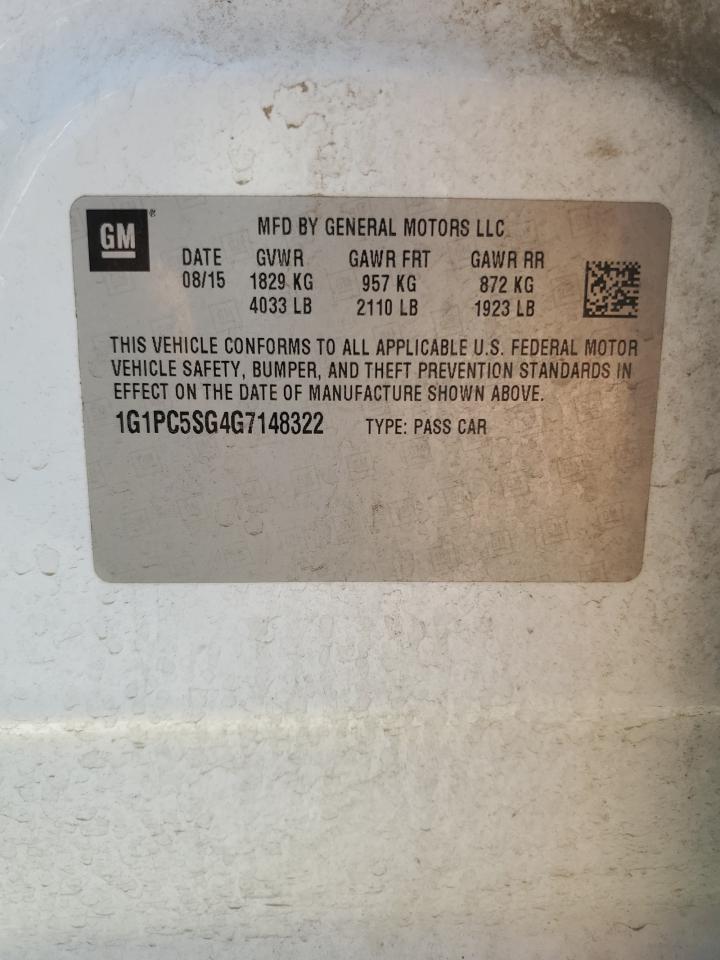 GM®
MFD BY GENERAL MOTORS LLC
DATE GVWR GAWR FRT GAWR RR
08/15 1829 KG 957 KG 872 KG
4033 LB 2110 LB 1923 LB
THIS VEHICLE CONFORMS TO ALL APPLICABLE U.S. FEDERAL MOTOR
VEHICLE SAFETY, BUMPER, AND THEFT PREVENTION STANDARDS IN
EFFECT ON THE DATE OF MANUFACTURE SHOWN ABOVE.
1G1PC5SG4G7148322 TYPE: PASS CAR